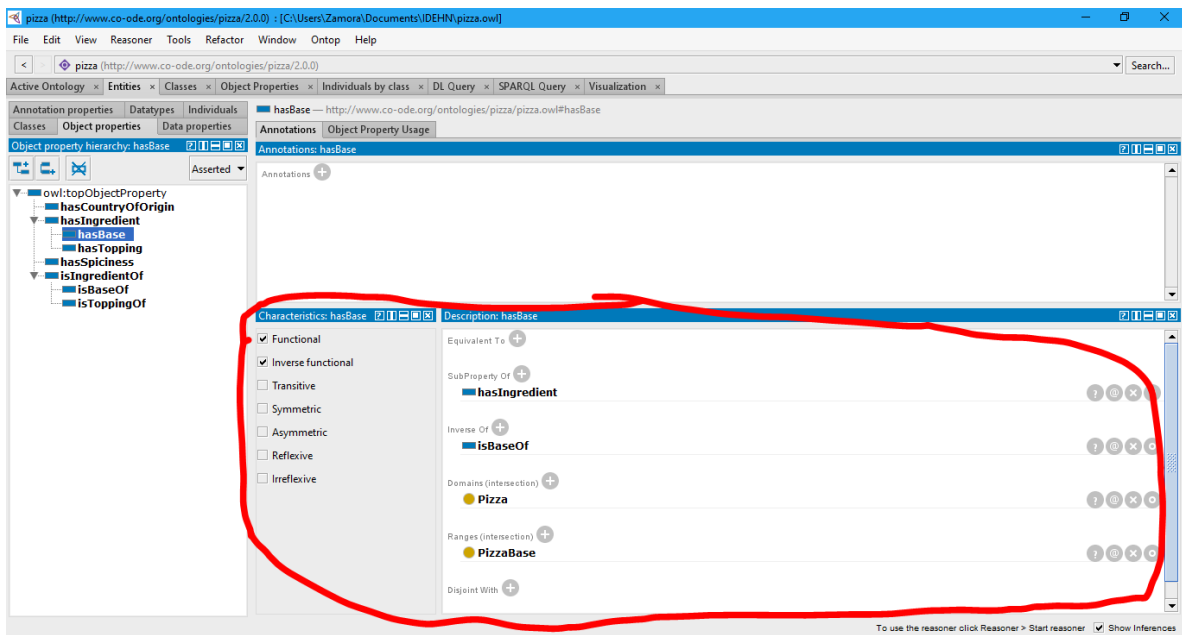 pizza (http://www.co-ode.org/ontologies/pizza/2.0.0) : [C:\Users\Zamora\Documents\IDEHN\pizza.owl]
File Edit View Reasoner Tools Refactor Window Ontop Help
< > pizza (http://www.co-ode.org/ontologies/pizza/2.0.0) Search...
Active Ontology × Entities × Classes × Object Properties × Individuals by class × DL Query × SPARQL Query × Visualization ×
Annotation properties Datatypes Individuals
Classes Object properties Data properties
Object property hierarchy: hasBase
Asserted
owl:topObjectProperty
hasCountryOfOrigin
hasIngredient
hasBase
hasTopping
hasSpiciness
isIngredientOf
isBaseOf
isToppingOf
hasBase — http://www.co-ode.org/ontologies/pizza/pizza.owl#hasBase
Annotations Object Property Usage
Annotations: hasBase
Annotations
Characteristics: hasBase
Functional
Inverse functional
Transitive
Symmetric
Asymmetric
Reflexive
Irreflexive
Description: hasBase
Equivalent To
SubProperty Of
hasIngredient
Inverse Of
isBaseOf
Domains (intersection)
Pizza
Ranges (intersection)
PizzaBase
Disjoint With
To use the reasoner click Reasoner > Start reasoner Show Inferences